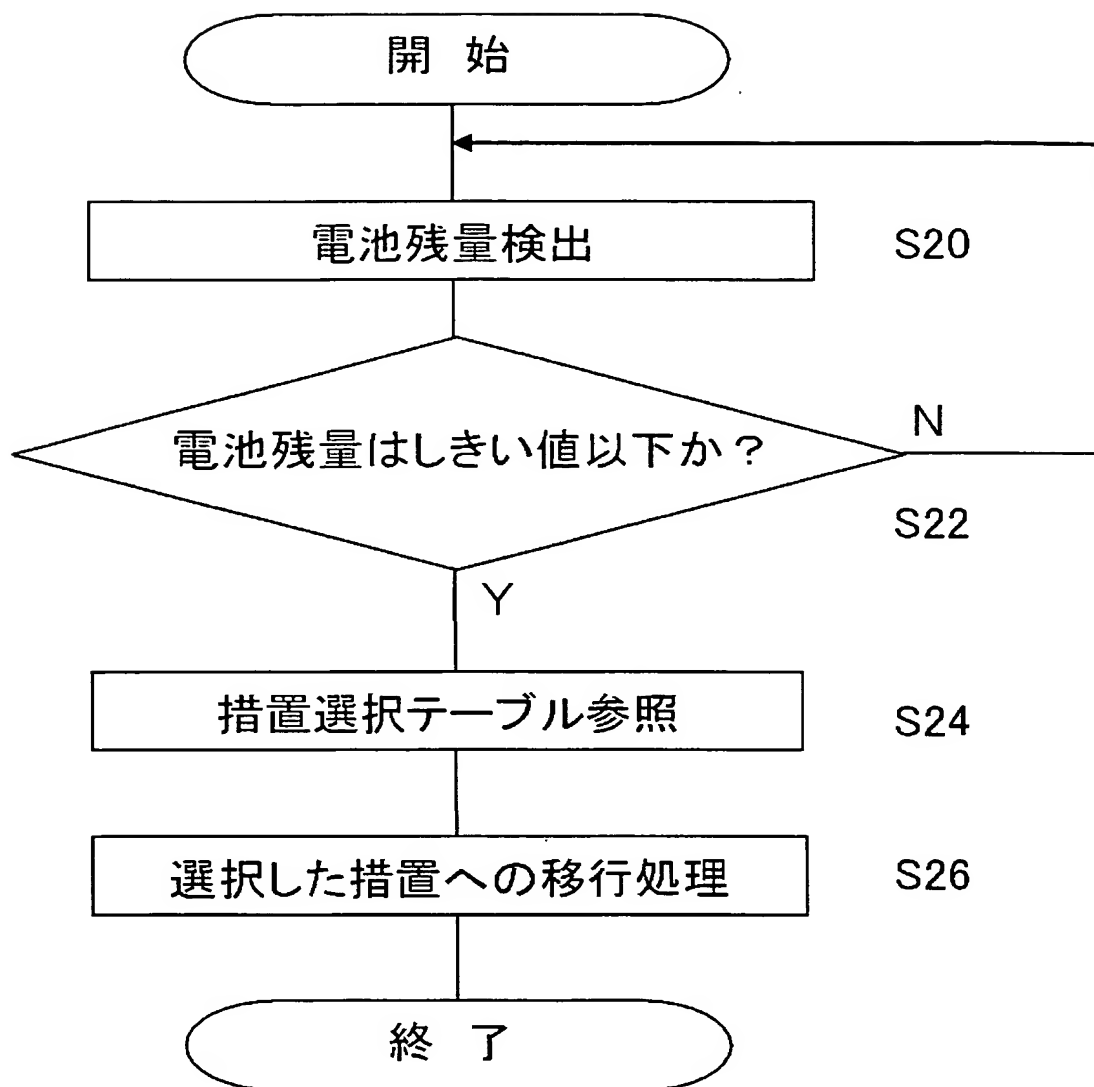 開 始
電池残量検出
S20
電池残量はしきい値以下か？
N
S22
Y
措置選択テーブル参照
S24
選択した措置への移行処理
S26
終 了